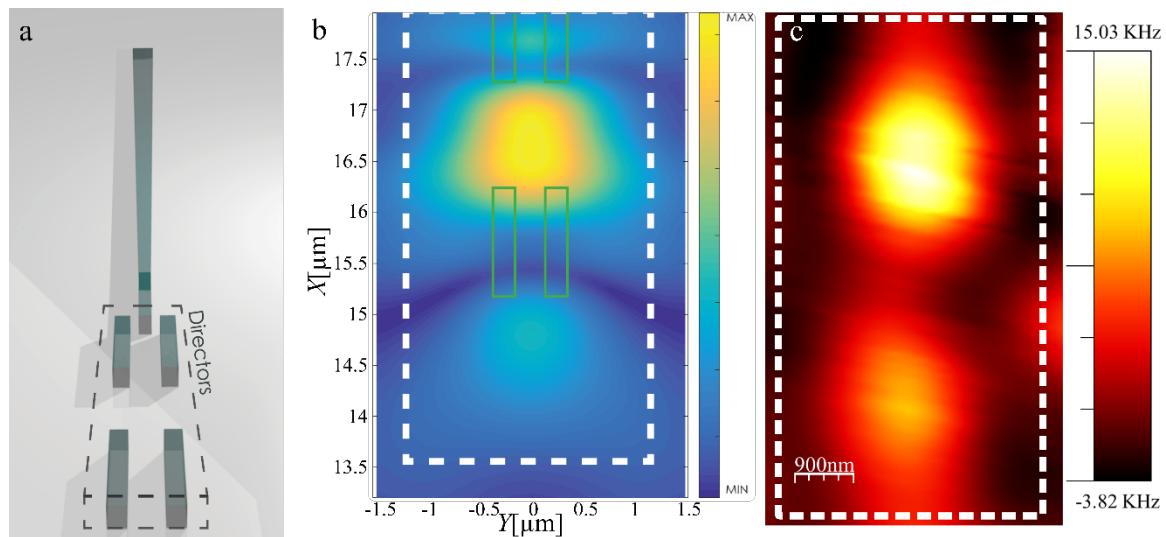 a
Directors
b
X[μm]
17.5
17
16.5
16
15.5
15
14.5
14
13.5
-1.5
-1
-0.5
0
0.5
1
1.5
Y[μm]
MAX
MIN
c
900nm
15.03 KHz
-3.82 KHz